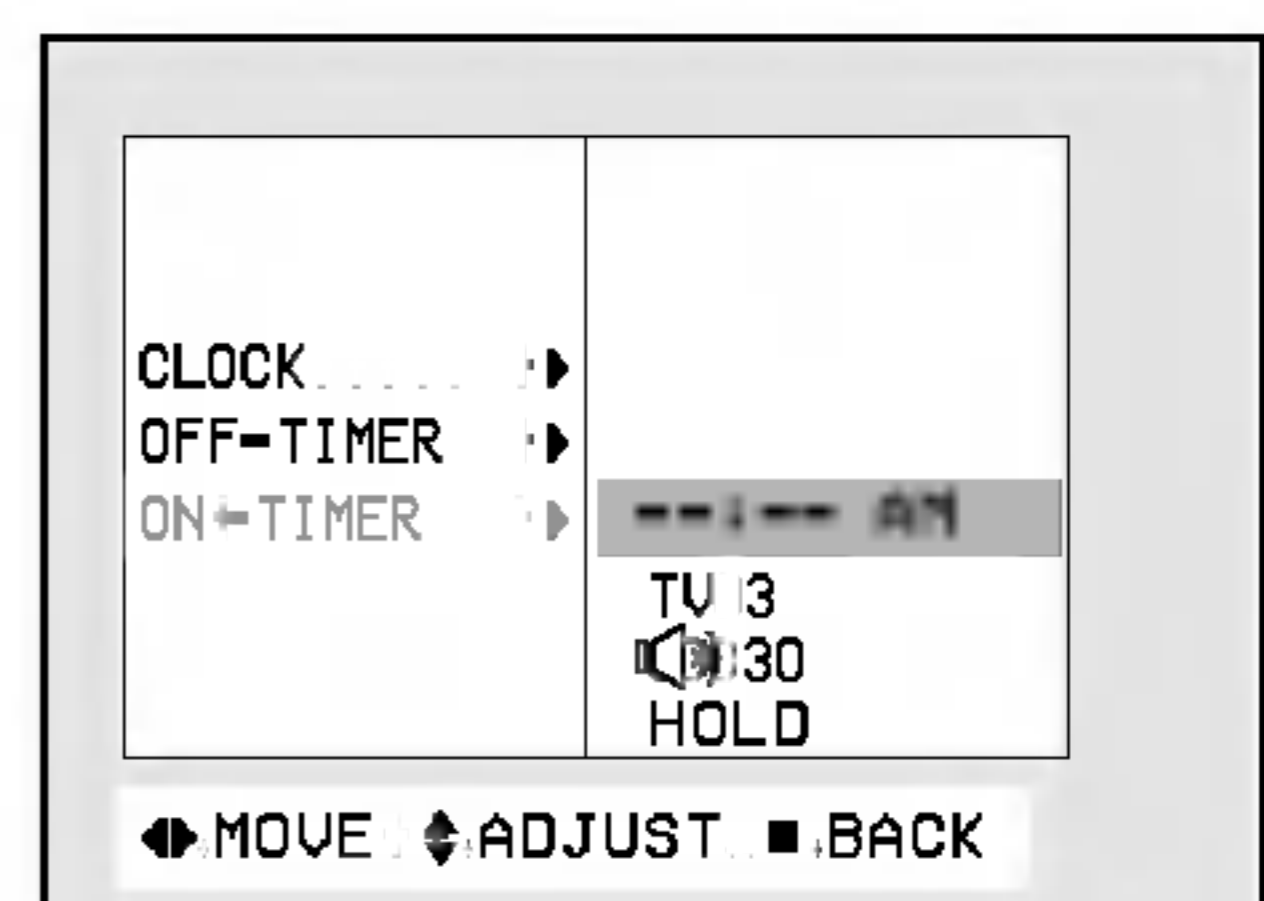 CLOCK
OFF-TIMER
ON-TIMER --:-- AM
TV 3
30
HOLD
MOVE ADJUST BACK